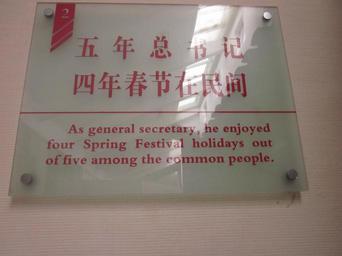 2
五年总书记
四年春节在民间
As general secretary, he enjoyed
four Spring Festival holidays out
of five among the common people.